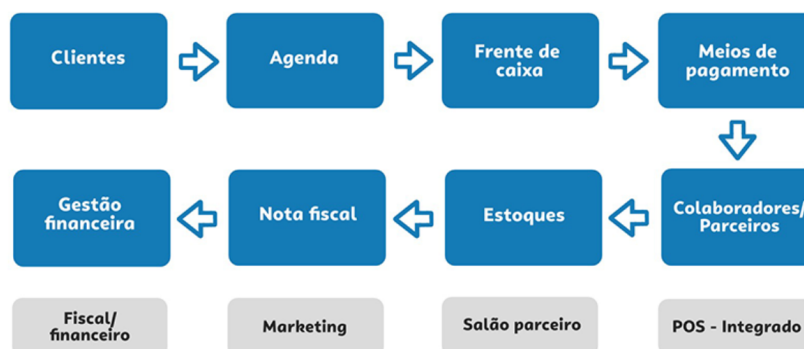 Clientes
Agenda
Frente de
caixa
Meios de
pagamento
Gestão
financeira
Nota fiscal
Estoques
Colaboradores/
Parceiros
Fiscal/
financeiro
Marketing
Salão parceiro
POS - Integrado